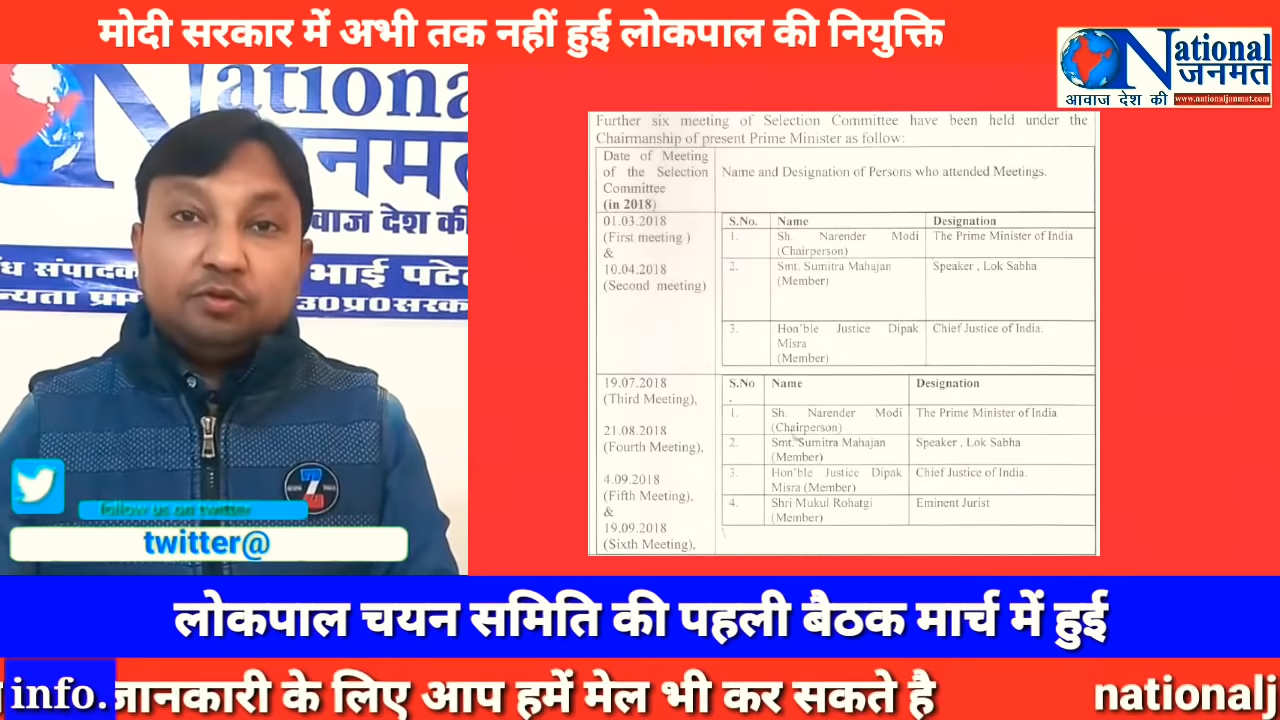 मोदी सरकार में अभी तक नहीं हुई लोकपाल की नियुक्ति
National
जनमत
आवाज देश की www.nationaljanmat.com
National
जनम
वाज देश की
संपादक
भाई पटे
न्यता प्रा
उ०प्र०सरक
7
follow us on twitter
twitter@
Further six meeting of Selection Committee have been held under the
Chairmanship of present Prime Minister as follow:
Date of Meeting
of the Selection
Committee
(in 2018)
Name and Designation of Persons who attended Meetings.
01.03.2018
(First meeting )
&
10.04.2018
(Second meeting)
S.No. Name Designation
1. Sh. Narender Modi The Prime Minister of India
(Chairperson)
2. Smt. Sumitra Mahajan Speaker , Lok Sabha
(Member)
3. Hon'ble Justice Dipak Chief Justice of India.
Misra
(Member)
19.07.2018
(Third Meeting),
21.08.2018
(Fourth Meeting),
4.09.2018
(Fifth Meeting),
&
19.09.2018
(Sixth Meeting),
S.No Name Designation
.
1. Sh. Narender Modi The Prime Minister of India
(Chairperson)
2. Smt. Sumitra Mahajan Speaker , Lok Sabha
(Member)
3. Hon'ble Justice Dipak Chief Justice of India.
Misra (Member)
4. Shri Mukul Rohatgi Eminent Jurist
(Member)
लोकपाल चयन समिति की पहली बैठक मार्च में हुई
info. जानकारी के लिए आप हमें मेल भी कर सकते है nationalj